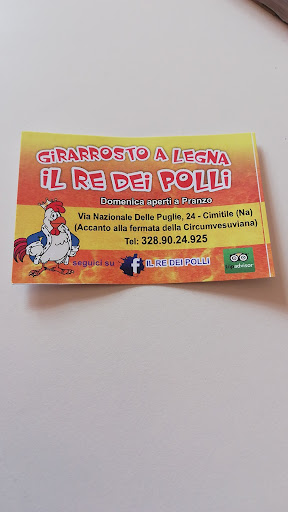 GIRARROSTO A LEGNA
IL RE DEI POLLI
Domenica aperti a Pranzo
Via Nazionale Delle Puglie, 24 - Cimitile (Na)
(Accanto alla fermata della Circumvesuviana)
Tel: 328.90.24.925
seguici su f IL RE DEI POLLI
tripadvisor